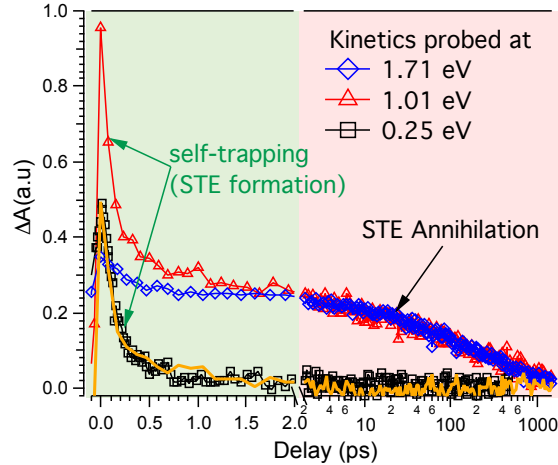 1.0
0.8
0.6
0.4
0.2
0.0
ΔA(a.u)
Kinetics probed at
1.71 eV
1.01 eV
0.25 eV
self-trapping
(STE formation)
STE Annihilation
0.0 0.5 1.0 1.5 2.0
2 4 6 10 2 4 6 100 2 4 6 1000
Delay (ps)